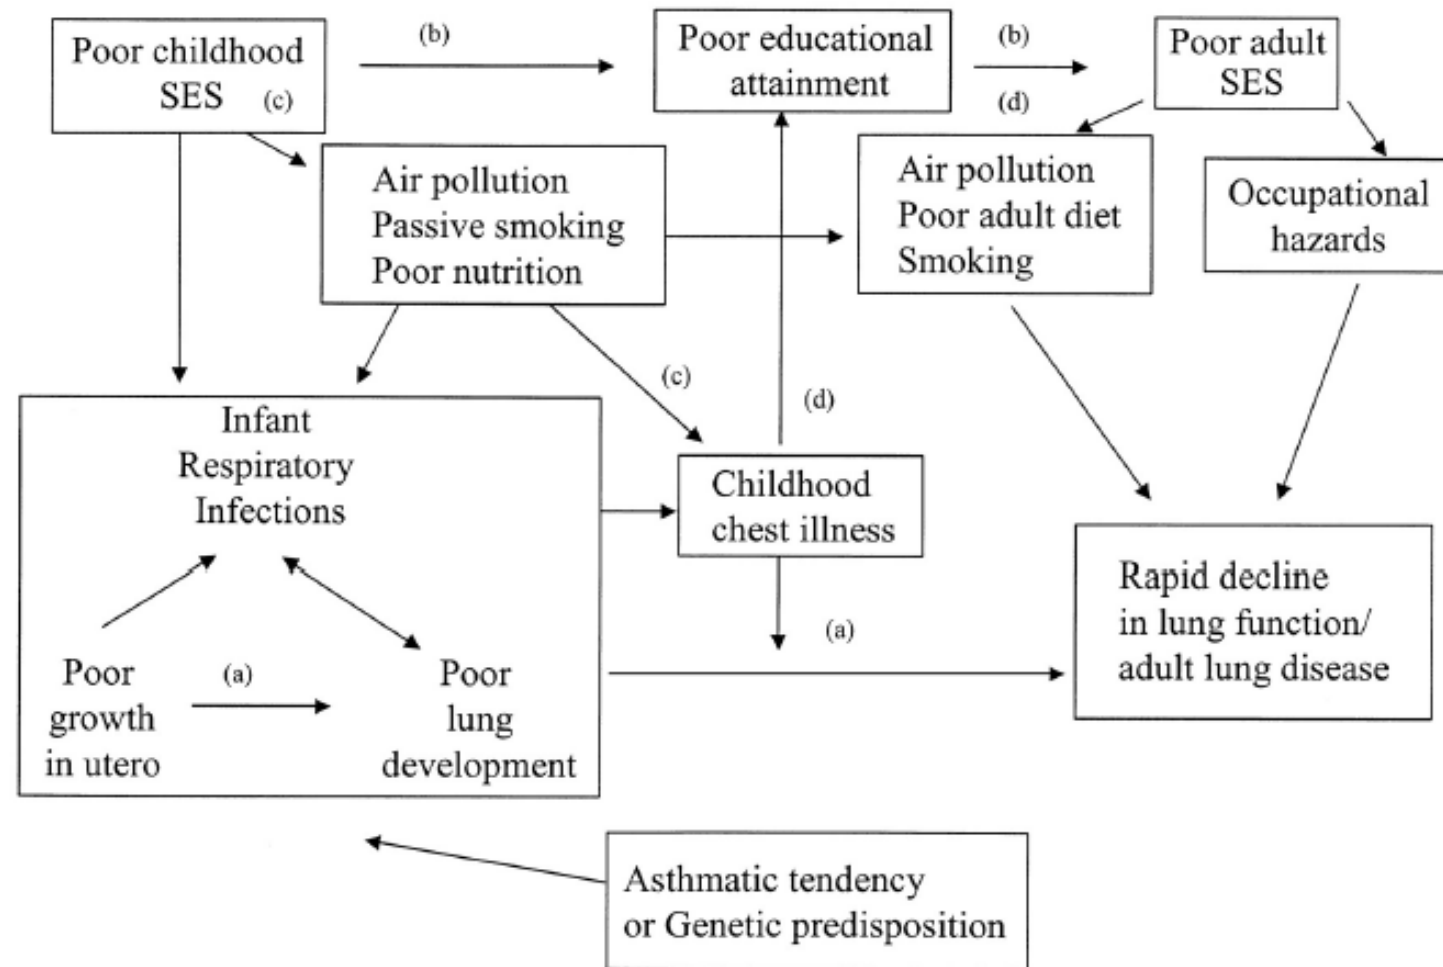 Poor childhood
SES
(c)
(b)
Poor educational
attainment
(b)
Poor adult
SES
(d)
Air pollution
Passive smoking
Poor nutrition
Air pollution
Poor adult diet
Smoking
Occupational
hazards
(c)
(d)
Infant
Respiratory
Infections
Childhood
chest illness
(a)
Poor
growth
in utero
(a)
Poor
lung
development
Rapid decline
in lung function/
adult lung disease
Asthmatic tendency
or Genetic predisposition